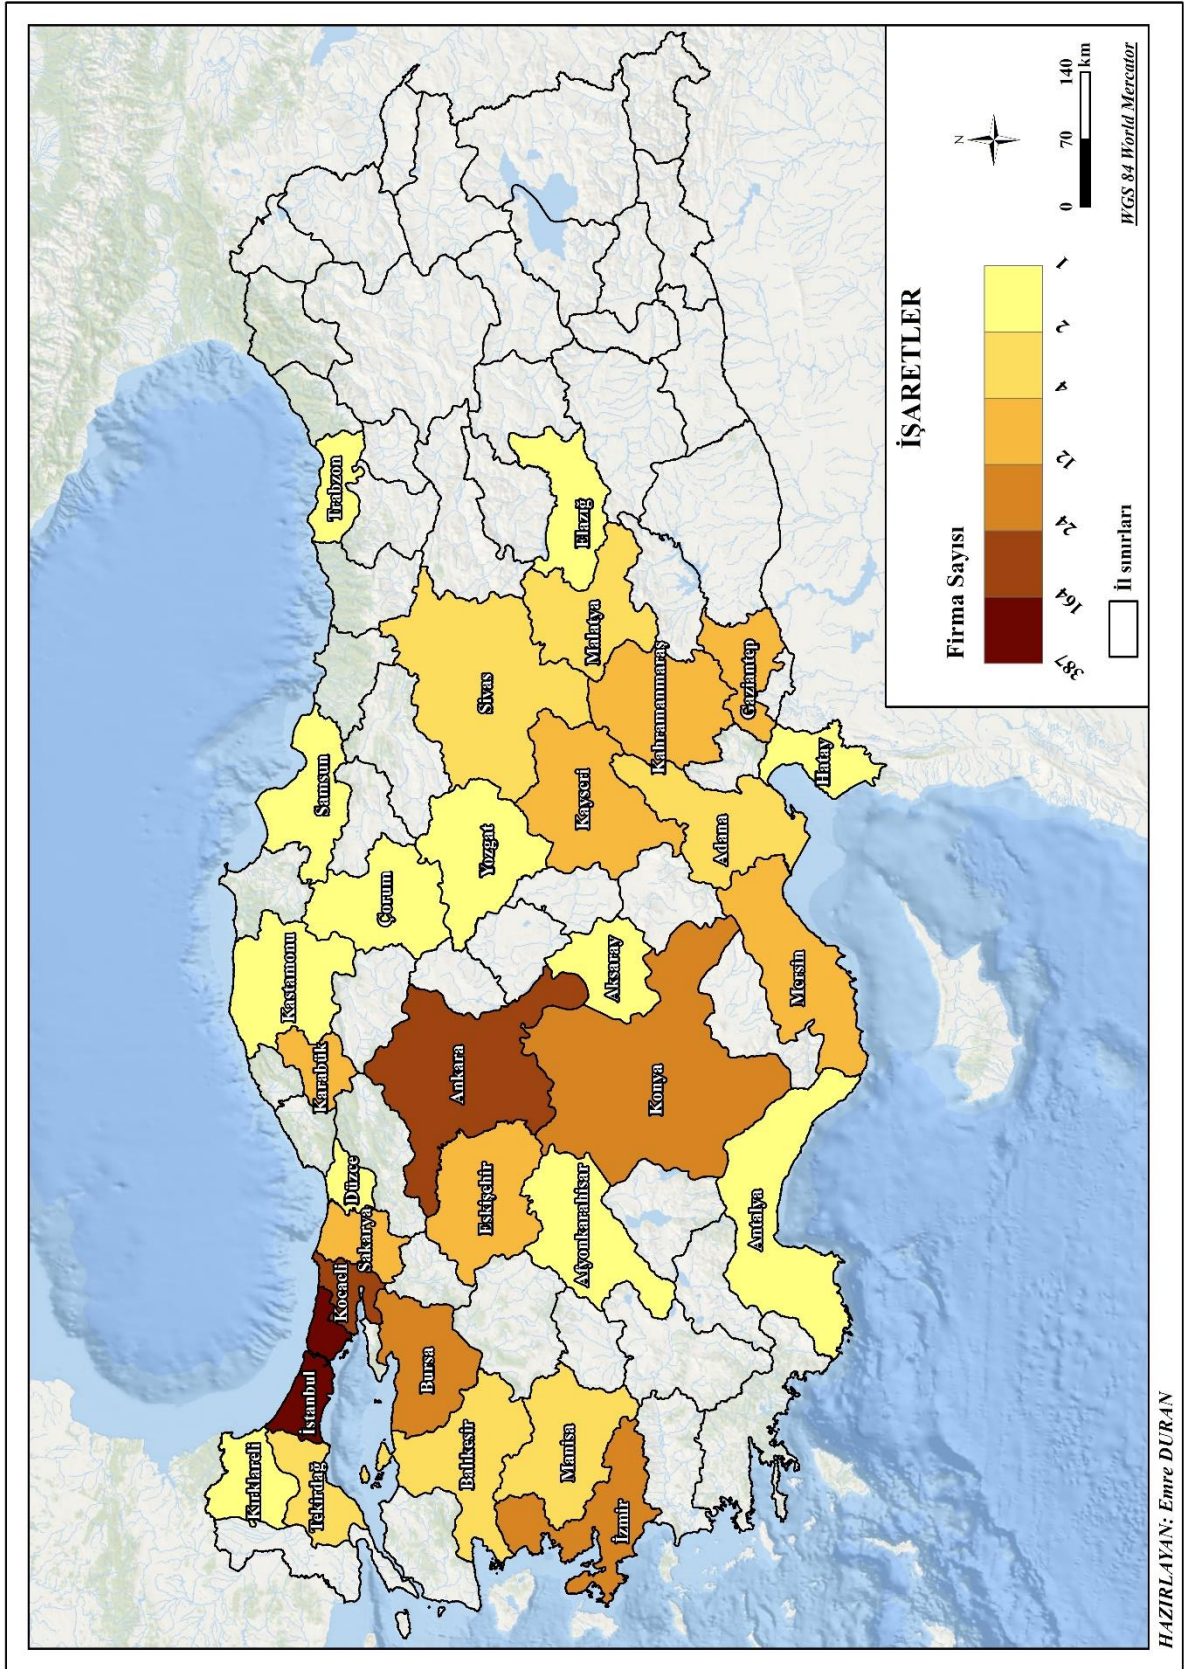 Kırklareli
Tekirdağ
İstanbul
Kocaeli
Sakarya
Düzce
Karabük
Kastamonu
Samsun
Trabzon
Çorum
Bursa
Balıkesir
Manisa
İzmir
Eskişehir
Ankara
Yozgat
Sivas
Afyonkarahisar
Konya
Aksaray
Kayseri
Malatya
Elazığ
Kahramanmaraş
Gaziantep
Antalya
Mersin
Adana
Hatay
İŞARETLER
Firma Sayısı
387
164
24
12
4
2
1
İl sınırları
N
0 70 140
km
WGS 84 World Mercator
HAZIRLAYAN: Emre DURAN